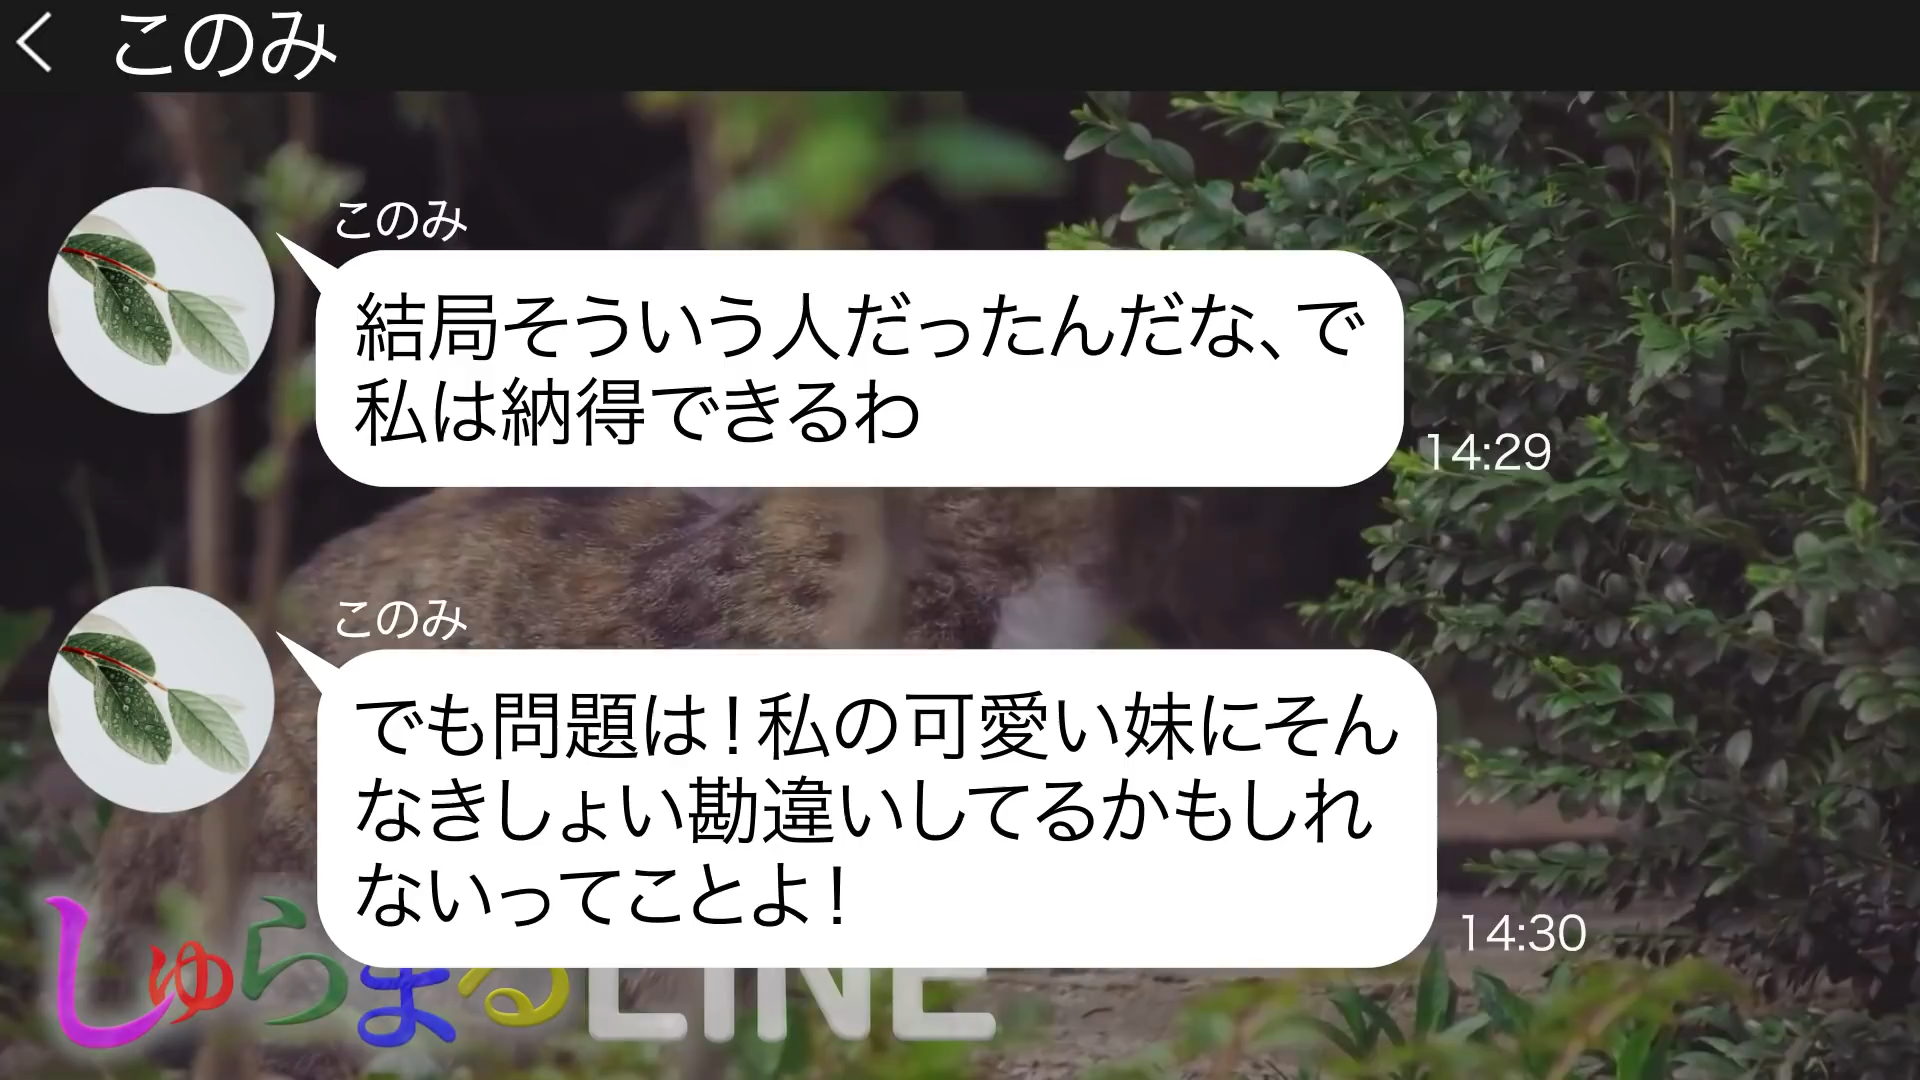 このみ
このみ
結局そういう人だったんだな、で
私は納得できるわ
14:29
このみ
でも問題は！私の可愛い妹にそん
なきしょい勘違いしてるかもしれ
ないってことよ！
14:30
しゅらまるLINE